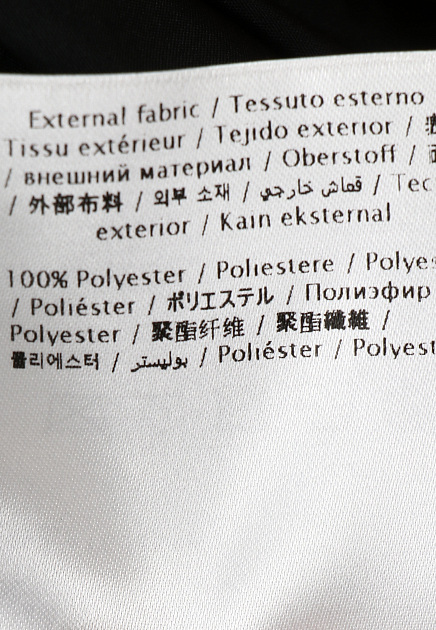 External fabric / Tessuto esterno
Tissu extérieur / Tejido exterior /
/ внешний материал / Oberstoff /
/ 外部布料 / 외부 소재 / قماش خارجي / Tec
exterior / Kain eksternal
100% Polyester / Poliestere / Polyes
/ Poliéster / ポリエステル / Полиэфир
Polyester / 聚酯纤维 / 聚酯纖維 /
폴리에스터 / بوليستر / Poliéster / Polyest